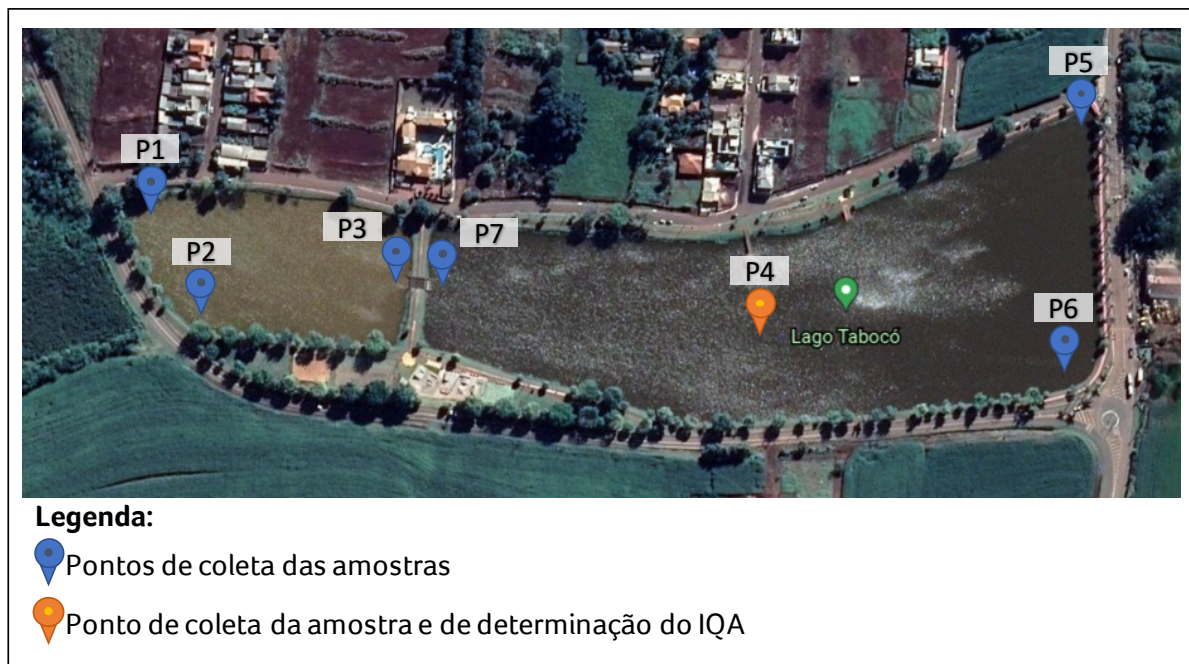 P5
P1
P3
P7
P2
P4
P6
Lago Tabocó
Legenda:
Pontos de coleta das amostras
Ponto de coleta da amostra e de determinação do IQA